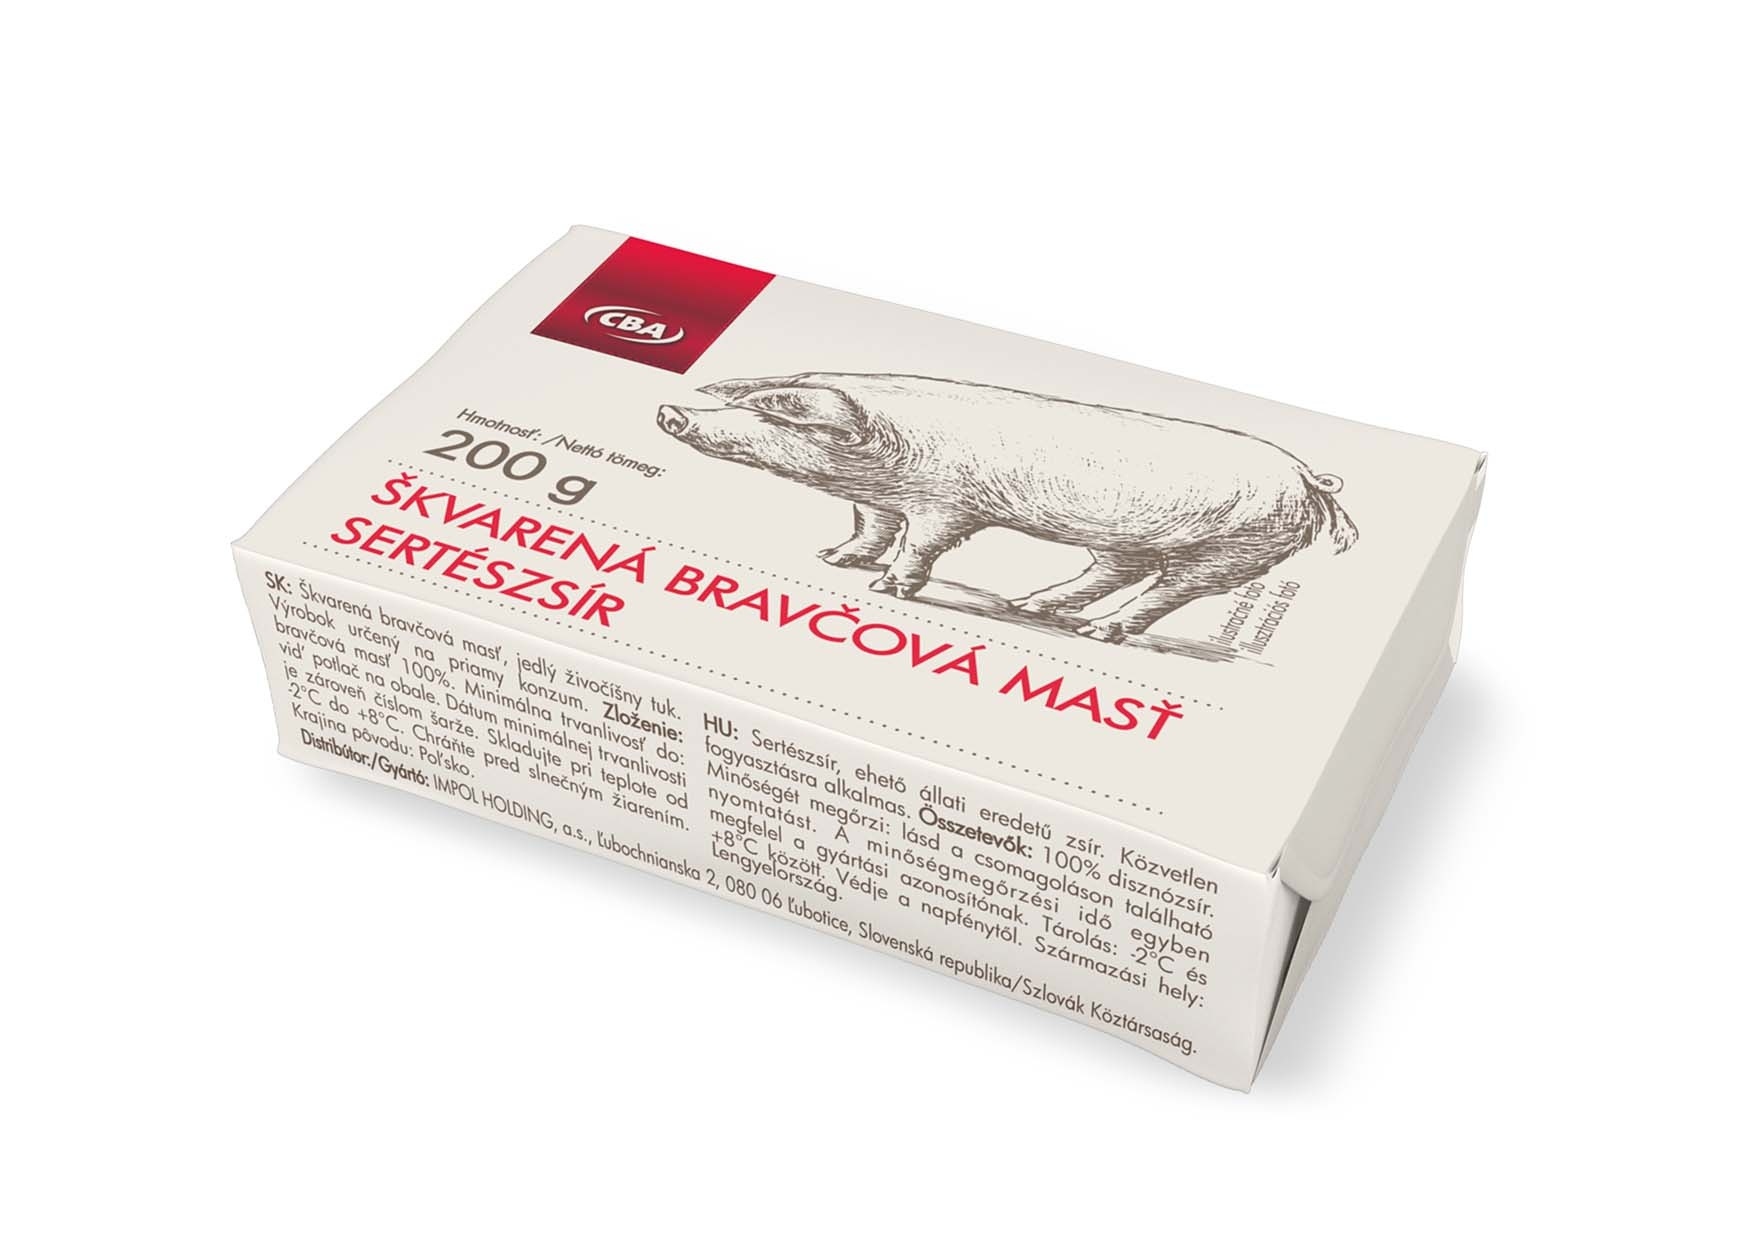 CBA
Hmotnosť: /Nettó tömeg:
200 g
ŠKVARENÁ BRAVČOVÁ MASŤ
SERTÉSZSÍR
ilustračné foto
illusztrációs fotó
SK: Škvarená bravčová masť, jedlý živočíšny tuk.
Výrobok určený na priamy konzum. Zloženie:
bravčová masť 100%. Minimálna trvanlivosť do:
viď potlač na obale. Dátum minimálnej trvanlivosti
je zároveň číslom šarže. Skladujte pri teplote od
-2°C do +8°C. Chráňte pred slnečným žiarením.
Krajina pôvodu: Poľsko.
HU: Sertészsír, ehető állati eredetű zsír. Közvetlen
fogyasztásra alkalmas. Összetevők: 100% disznózsír.
Minőségét megőrzi: lásd a csomagoláson található
nyomtatást. A minőségmegőrzési idő egyben
megfelel a gyártási azonosítónak. Tárolás: -2°C és
+8°C között. Védje a napfénytől. Származási hely:
Lengyelország.
Distribútor:/Gyártó: IMPOL HOLDING, a.s., Ľubochnianska 2, 080 06 Ľubotice, Slovenská republika/Szlovák Köztársaság.